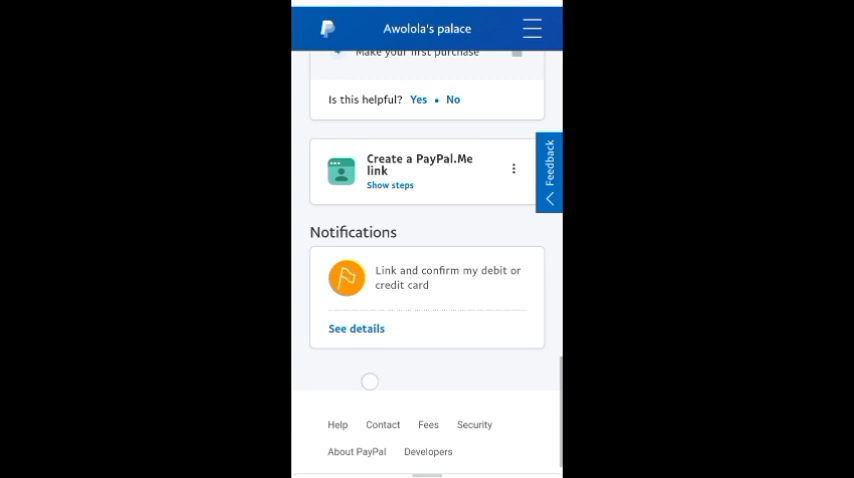 Awolola's palace
Make your first purchase
Is this helpful? Yes • No
Create a PayPal.Me
link
Show steps
Feedback
Notifications
Link and confirm my debit or
credit card
See details
Help Contact Fees Security
About PayPal Developers